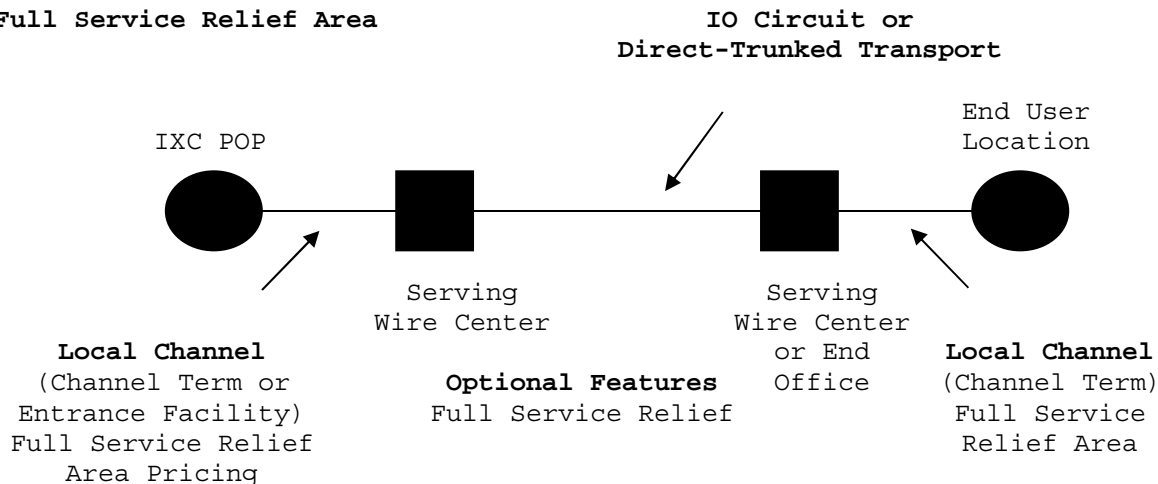 Full Service Relief Area
IO Circuit or
Direct-Trunked Transport
IXC POP
End User
Location
Serving
Wire Center
Serving
Wire Center
or End
Office
Local Channel
(Channel Term or
Entrance Facility)
Full Service Relief
Area Pricing
Optional Features
Full Service Relief
Local Channel
(Channel Term)
Full Service
Relief Area